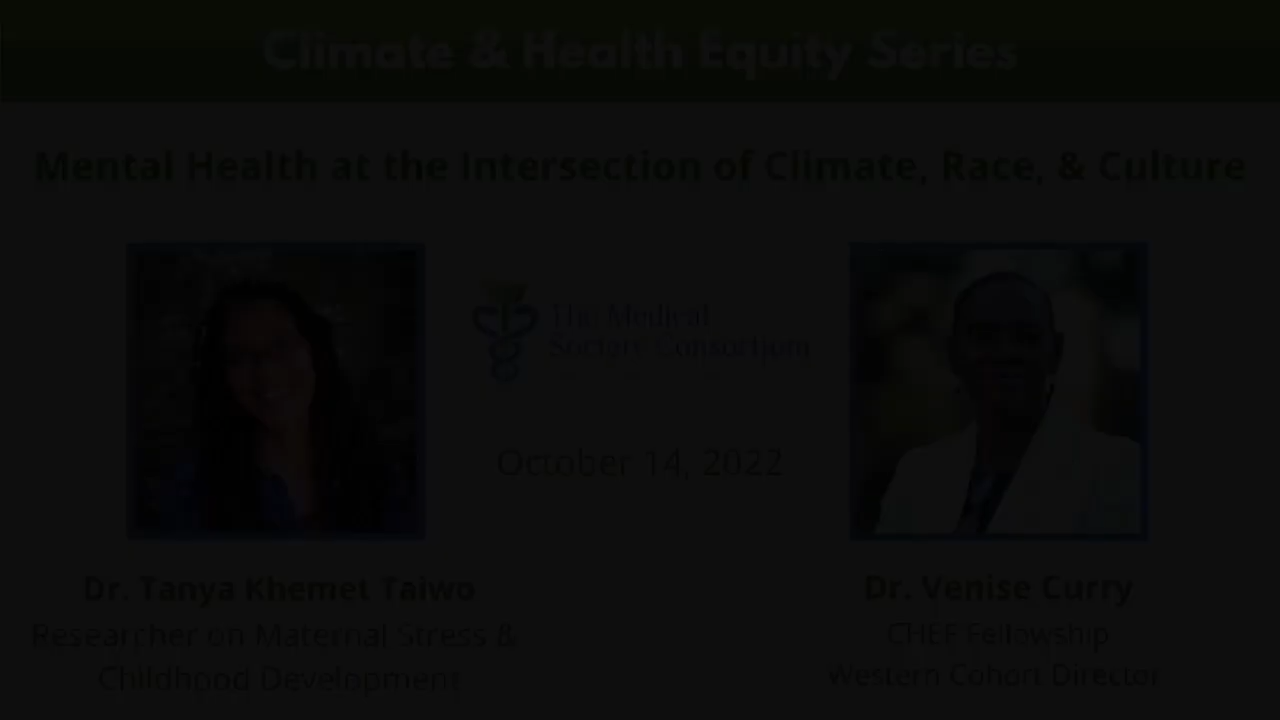 Climate & Health Equity Series
Mental Health at the Intersection of Climate, Race, & Culture
The Medical
Society Consortium
October 14, 2022
Dr. Tanya Khemet Taiwo
Researcher on Maternal Stress &
Childhood Development
Dr. Venise Curry
CHEF Fellowship
Western Cohort Director